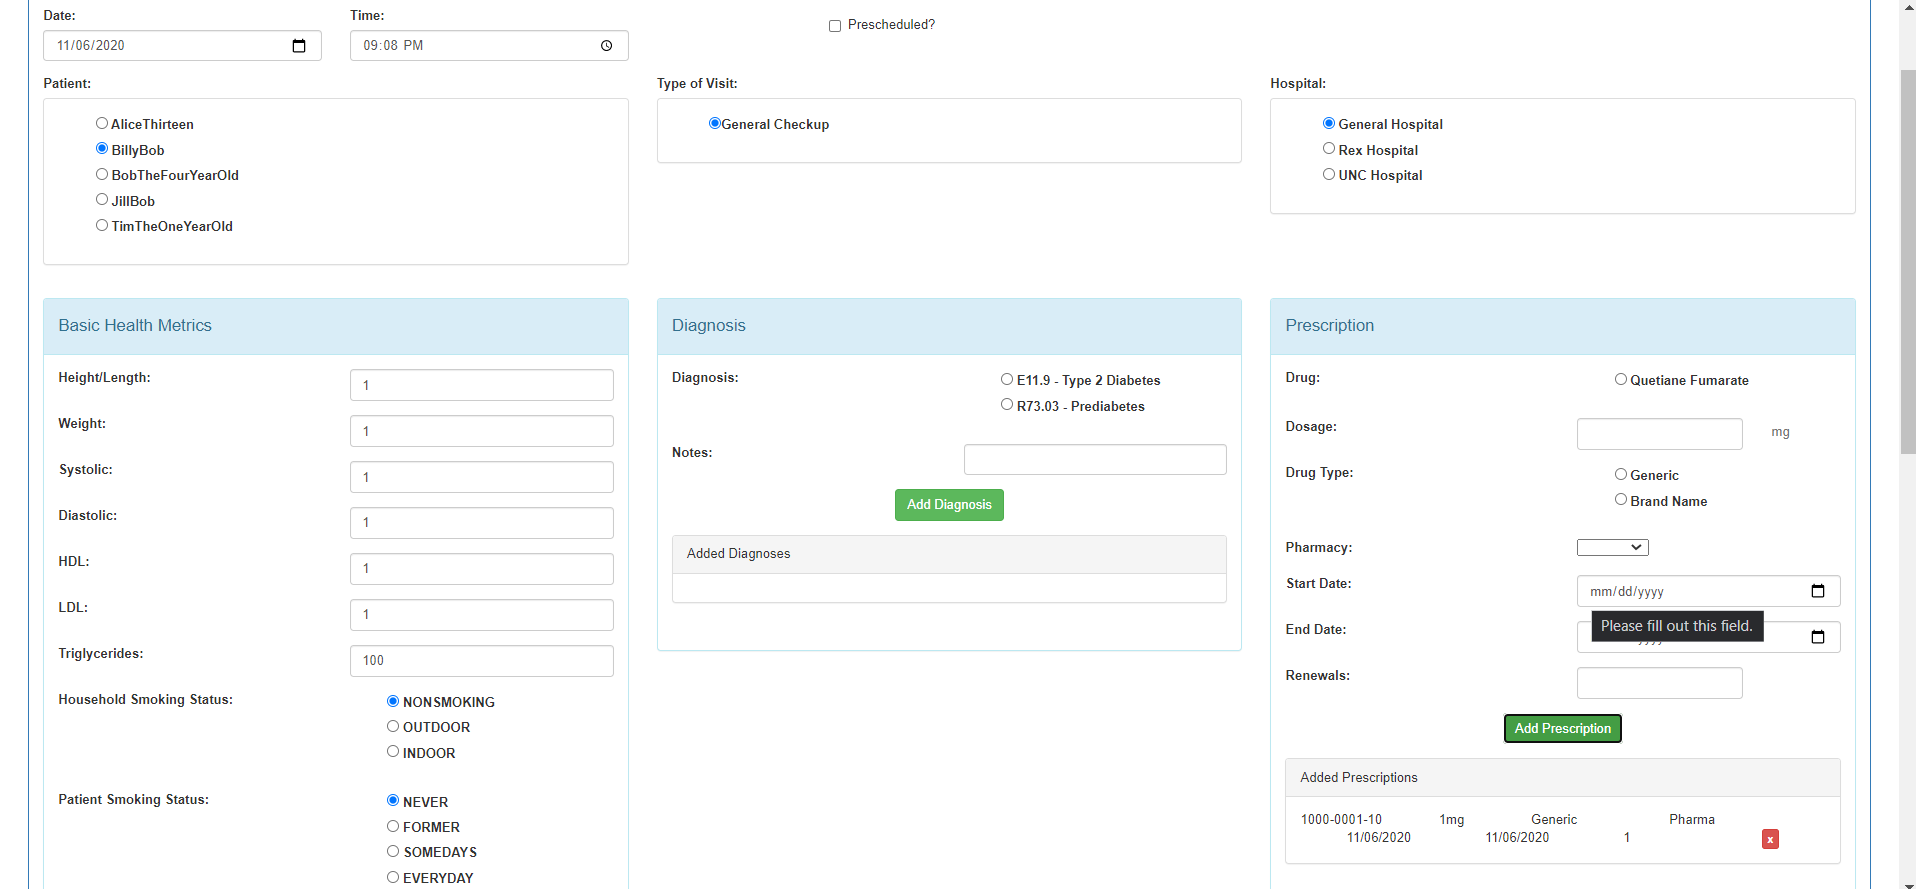 Date:
11/06/2020
Time:
09:08 PM
Prescheduled?
Patient:
AliceThirteen
BillyBob
BobTheFourYearOld
JillBob
TimTheOneYearOld
Type of Visit:
General Checkup
Hospital:
General Hospital
Rex Hospital
UNC Hospital
Basic Health Metrics
Height/Length:
1
Weight:
1
Systolic:
1
Diastolic:
1
HDL:
1
LDL:
1
Triglycerides:
100
Household Smoking Status:
NONSMOKING
OUTDOOR
INDOOR
Patient Smoking Status:
NEVER
FORMER
SOMEDAYS
EVERYDAY
Diagnosis
Diagnosis:
E11.9 - Type 2 Diabetes
R73.03 - Prediabetes
Notes:
Add Diagnosis
Added Diagnoses
Prescription
Drug:
Quetiane Fumarate
Dosage:
mg
Drug Type:
Generic
Brand Name
Pharmacy:
Start Date:
mm/dd/yyyy
Please fill out this field.
End Date:
Renewals:
Add Prescription
Added Prescriptions
1000-0001-10 1mg Generic Pharma
11/06/2020 11/06/2020 1 x